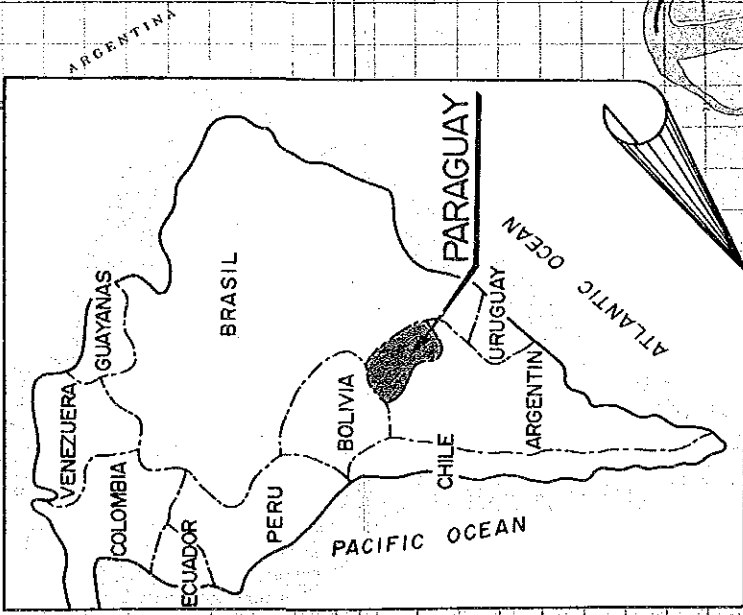 ARGENTINA
PARAGUAY
VENEZUERA
GUAYANAS
COLOMBIA
BRASIL
ECUADOR
PERU
BOLIVIA
CHILE
URUGUAY
ARGENTIN
PACIFIC OCEAN
ATLANTIC OCEAN